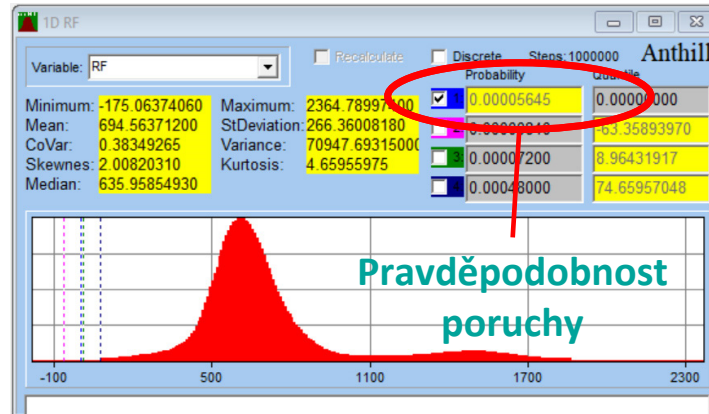 1D RF
Variable: RF
Recalculate
Discrete Steps: 1000000 Anthill
Probability Quantile
1: 0.00005645 0.00000000
Minimum: -175.06374060 Maximum: 2364.78997400
Mean: 694.56371200 StDeviation: 266.36008180
CoVar: 0.38349265 Variance: 70947.69315000
Skewnes: 2.00820310 Kurtosis: 4.65955975
Median: 635.95854930
-63.35893970
3: 0.00007200 8.96431917
4: 0.00048000 74.65957048
Pravděpodobnost
poruchy
-100 500 1100 1700 2300